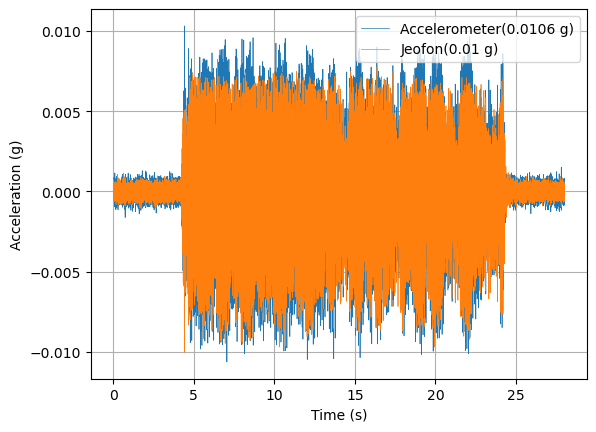 Accelerometer(0.0106 g)
Jeofon(0.01 g)
0.010
0.005
0.000
−0.005
−0.010
Acceleration (g)
0 5 10 15 20 25
Time (s)